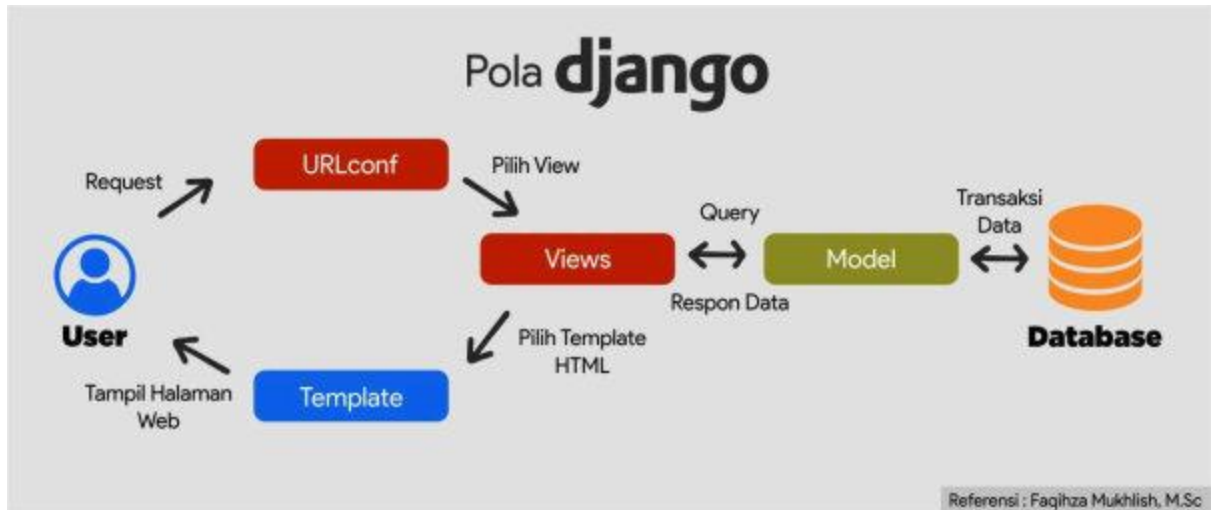 Pola django
URLconf
Pilih View
Request
Query
Transaksi
Data
Views
Model
Respon Data
User
Pilih Template
HTML
Database
Tampil Halaman
Web
Template
Referensi : Faqihza Mukhlish, M.Sc